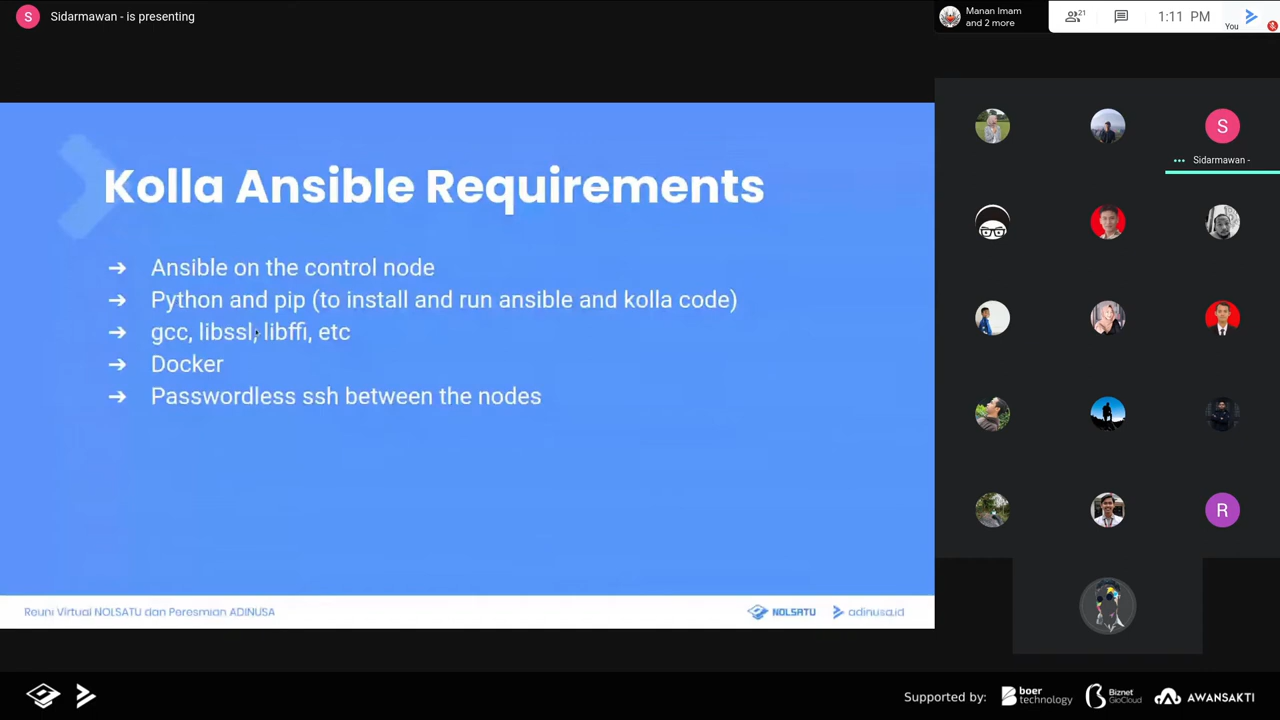 S
Sidarmawan - is presenting
Manan Imam
and 2 more
21
1:11 PM
You
Kolla Ansible Requirements
➔ Ansible on the control node
➔ Python and pip (to install and run ansible and kolla code)
➔ gcc, libssl, libffi, etc
➔ Docker
➔ Passwordless ssh between the nodes
S
Sidarmawan -
R
Reuni Virtual NOLSATU dan Peresmian ADINUSA
NOLSATU
adinusa.id
Supported by:
boer
technology
Biznet
GioCloud
AWANSAKTI